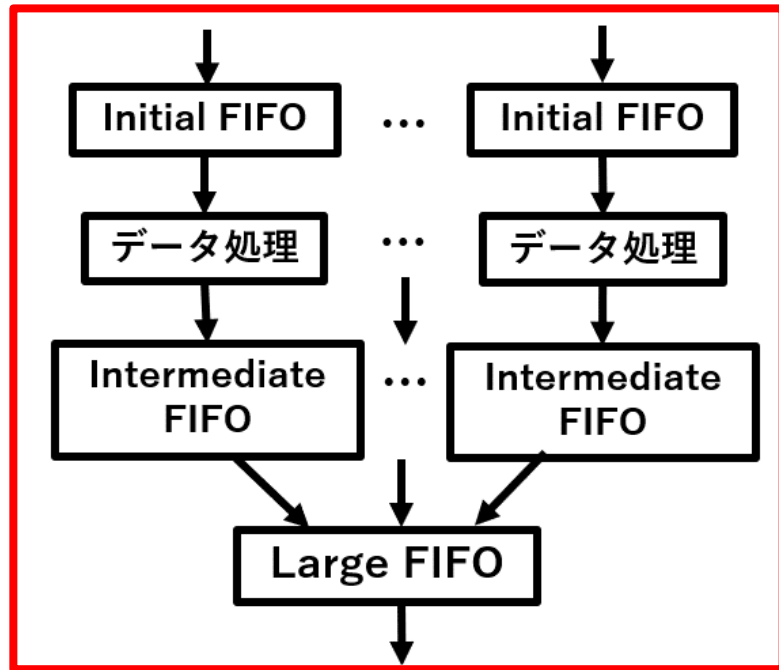 Initial FIFO ... Initial FIFO
データ処理 ... データ処理
Intermediate
FIFO
...
Intermediate
FIFO
Large FIFO